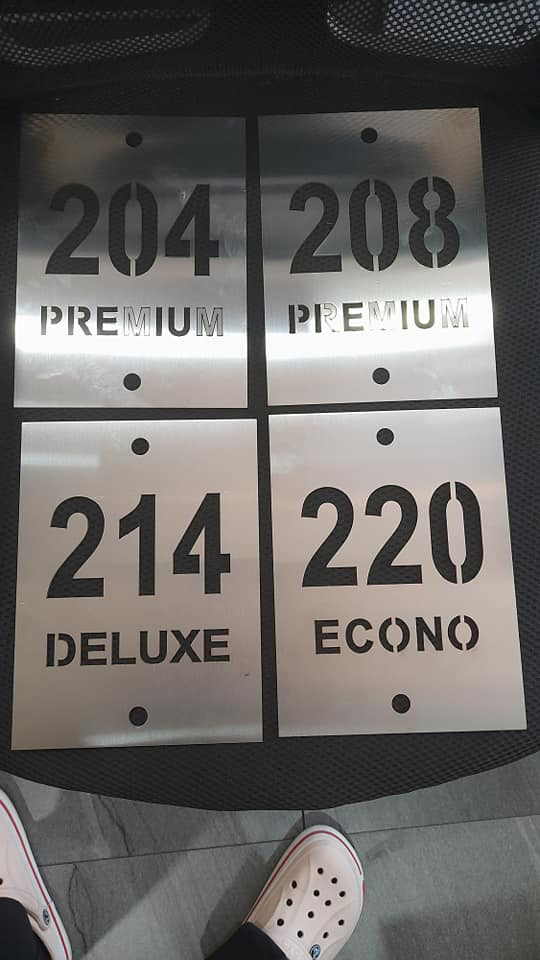 204
PREMIUM
208
PREMIUM
214
DELUXE
220
ECONO